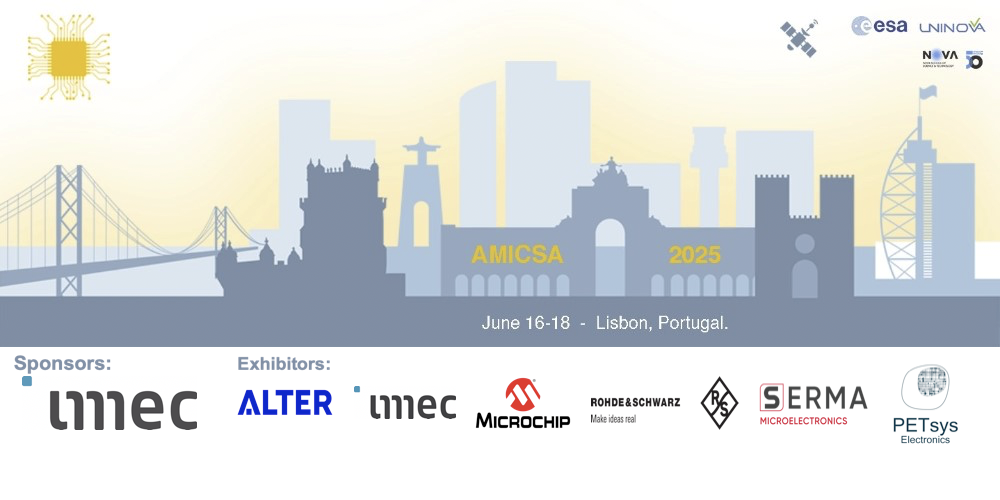 esa
UNINOVA
NOVA
50
AMICSA 2025
June 16-18 - Lisbon, Portugal.
Sponsors:
imec
Exhibitors:
ALTER
imec
MICROCHIP
ROHDE&SCHWARZ
Make ideas real
R S
SERMA
MICROELECTRONICS
PETsys
Electronics